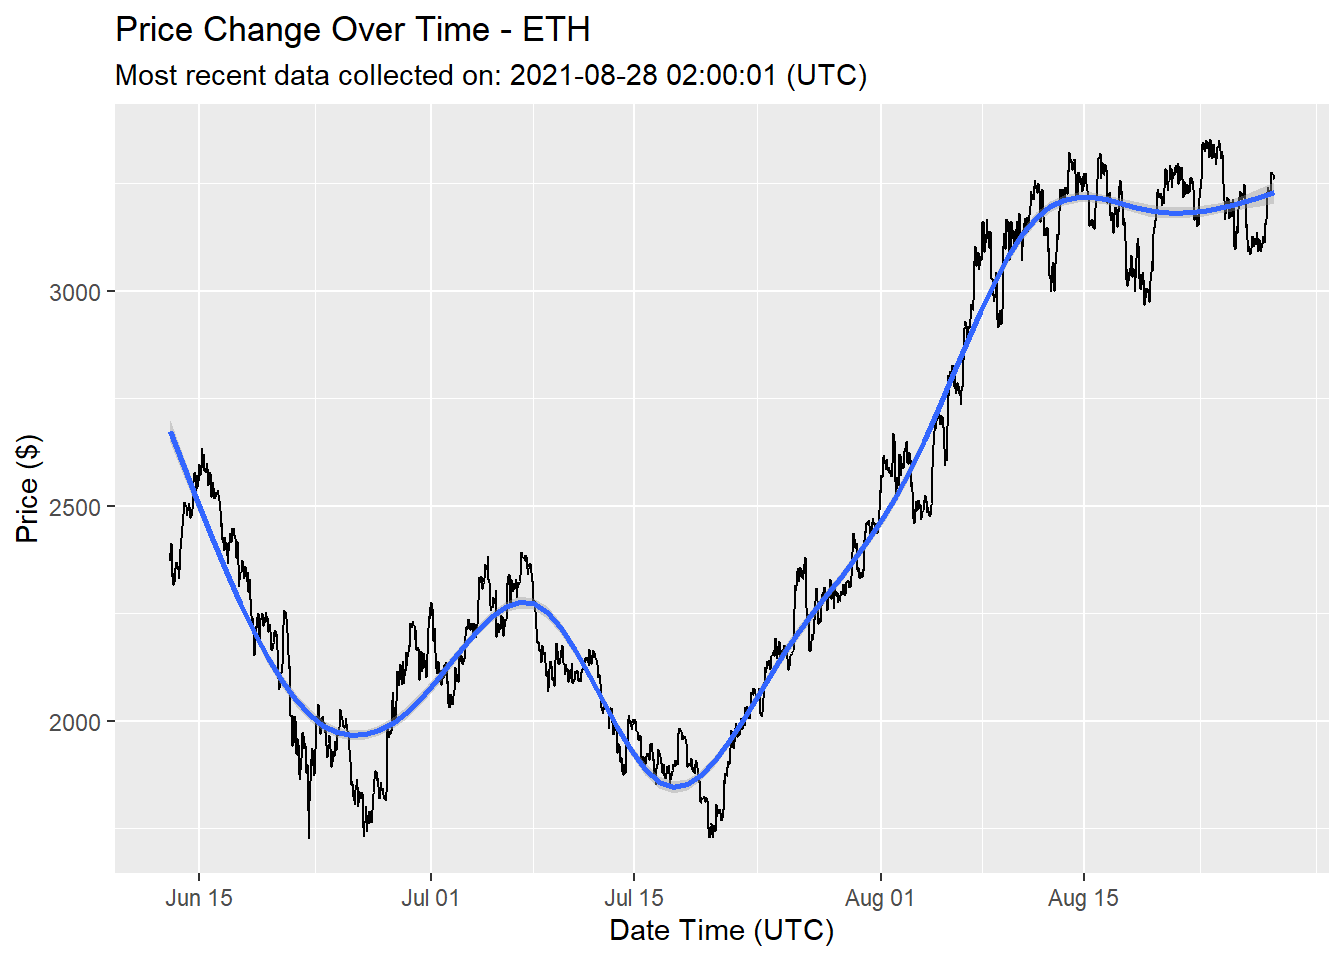 Price Change Over Time - ETH
Most recent data collected on: 2021-08-28 02:00:01 (UTC)
Price ($)
3000
2500
2000
Jun 15
Jul 01
Jul 15
Aug 01
Aug 15
Date Time (UTC)